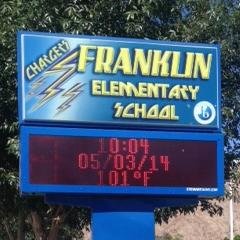 CHARGERS
FRANKLIN
ELEMENTARY
SCHOOL
10:04
05/03/14
101°F